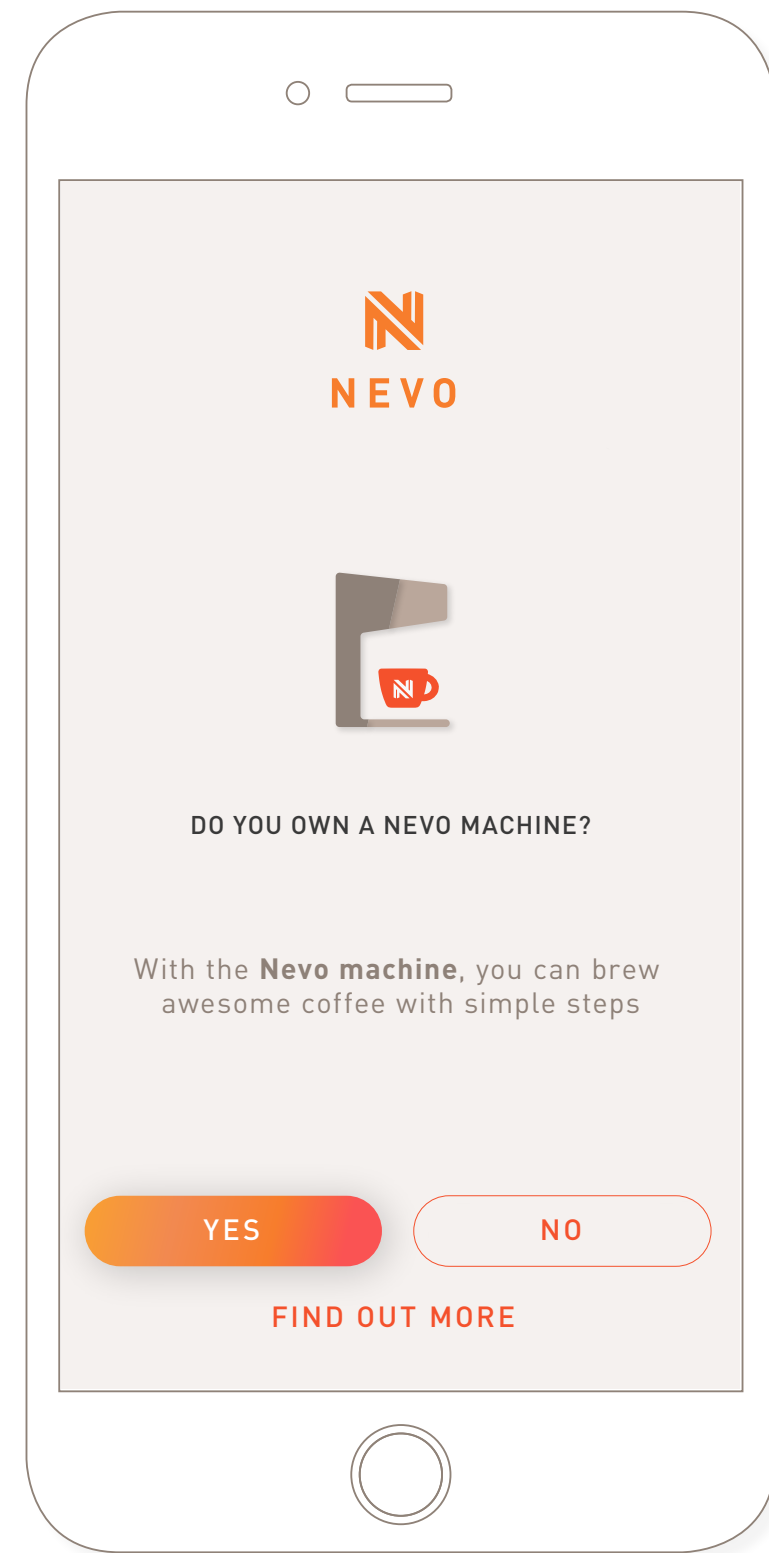 NEVO
DO YOU OWN A NEVO MACHINE?
With the Nevo machine, you can brew
awesome coffee with simple steps
YES
NO
FIND OUT MORE